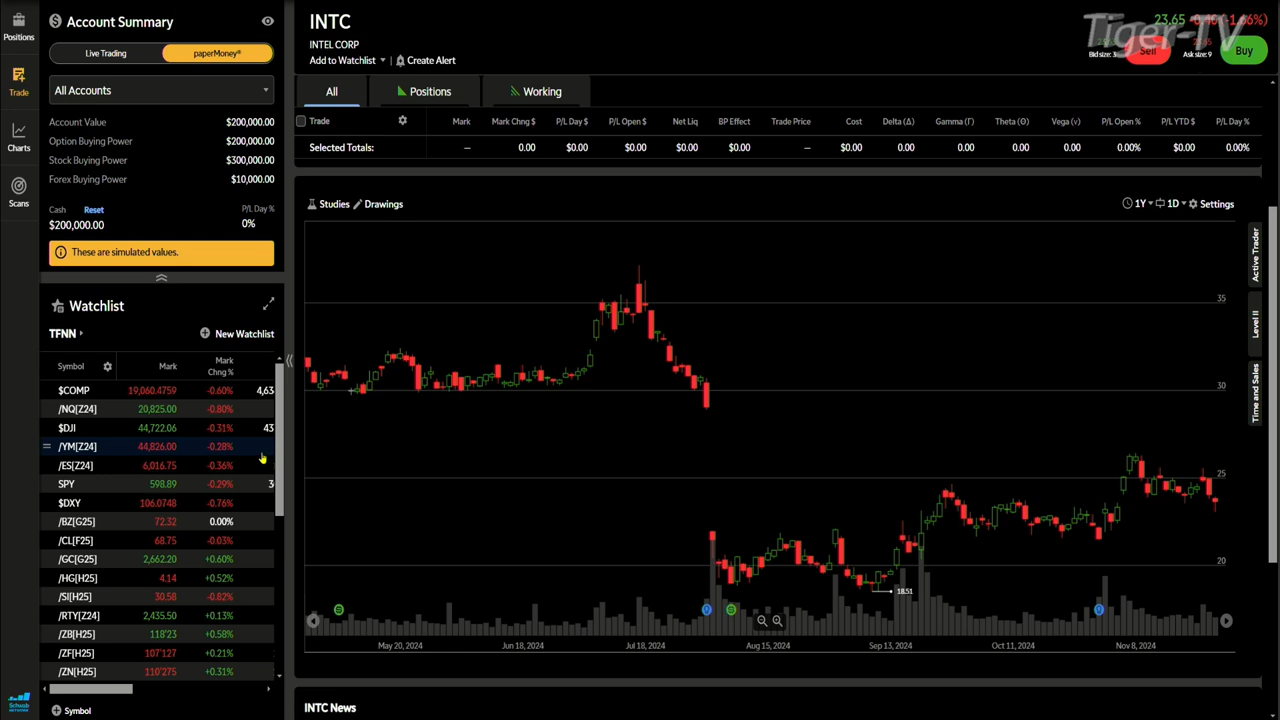 Positions
Trade
Charts
Scans
Schwab
NETWORK
Account Summary
Live Trading paperMoney®
All Accounts
Account Value $200,000.00
Option Buying Power $200,000.00
Stock Buying Power $300,000.00
Forex Buying Power $10,000.00
Cash Reset P/L Day %
$200,000.00 0%
These are simulated values.
Watchlist
TFNN New Watchlist
Symbol Mark Mark Chng %
$COMP 19,060.4759 -0.60% 4,63
/NQ[Z24] 20,825.00 -0.80%
$DJI 44,722.06 -0.31% 43
/YM[Z24] 44,826.00 -0.28%
/ES[Z24] 6,016.75 -0.36%
SPY 598.89 -0.29%
$DXY 106.0748 -0.76%
/BZ[G25] 72.32 0.00%
/CL[F25] 68.75 -0.03%
/GC[G25] 2,662.20 +0.60%
/HG[H25] 4.14 +0.52%
/SI[H25] 30.58 -0.82%
/RTY[Z24] 2,435.50 +0.13%
/ZB[H25] 118'23 +0.58%
/ZF[H25] 107'127 +0.21%
/ZN[H25] 110'275 +0.31%
Symbol
INTC
INTEL CORP
Add to Watchlist Create Alert
23.65 -0.40 (-1.66%)
Tiger-TV
Sell
Buy
Bid size: 3
Ask size: 9
All Positions Working
Trade Mark Mark Chng $ P/L Day $ P/L Open $ Net Liq BP Effect Trade Price Cost Delta (Δ) Gamma (Γ) Theta (Θ) Vega (ν) P/L Open % P/L YTD $ P/L Day %
Selected Totals: — 0.00 $0.00 $0.00 $0.00 $0.00 — $0.00 0.00 0.00 0.00 0.00 0.00% $0.00 0.00%
Studies Drawings 1Y 1D Settings
35
30
25
20
18.51
May 20, 2024 Jun 18, 2024 Jul 18, 2024 Aug 15, 2024 Sep 13, 2024 Oct 11, 2024 Nov 8, 2024
Active Trader
Level II
Time and Sales
INTC News